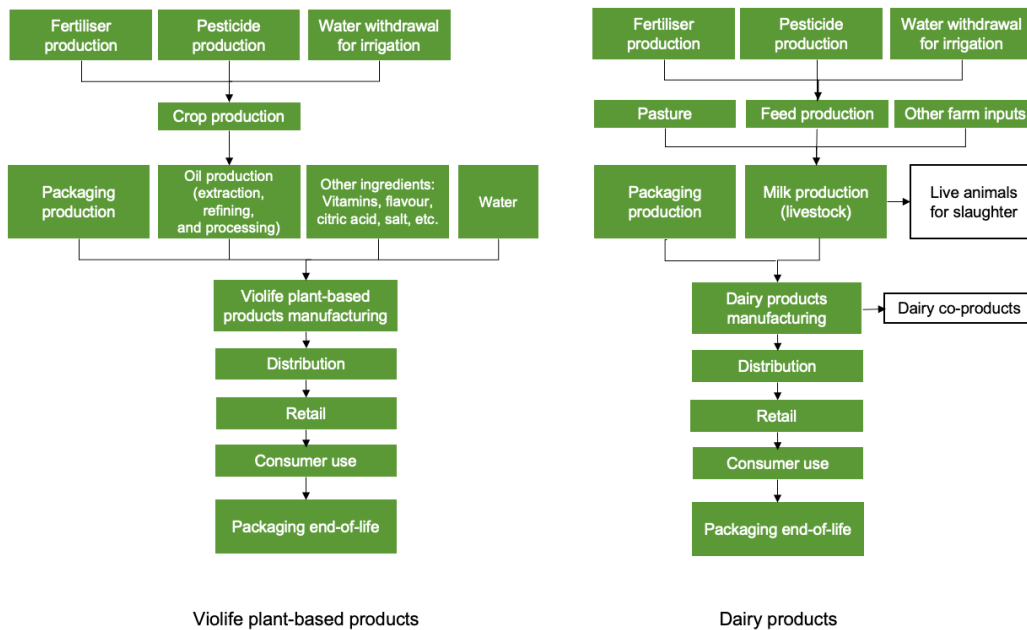 Fertiliser
production
Pesticide
production
Water withdrawal
for irrigation
Crop production
Packaging
production
Oil production
(extraction,
refining,
and processing)
Other ingredients:
Vitamins, flavour,
citric acid, salt, etc.
Water
Violife plant-based
products manufacturing
Distribution
Retail
Consumer use
Packaging end-of-life
Violife plant-based products
Fertiliser
production
Pesticide
production
Water withdrawal
for irrigation
Pasture
Feed production
Other farm inputs
Packaging
production
Milk production
(livestock)
Live animals
for slaughter
Dairy products
manufacturing
Dairy co-products
Distribution
Retail
Consumer use
Packaging end-of-life
Dairy products